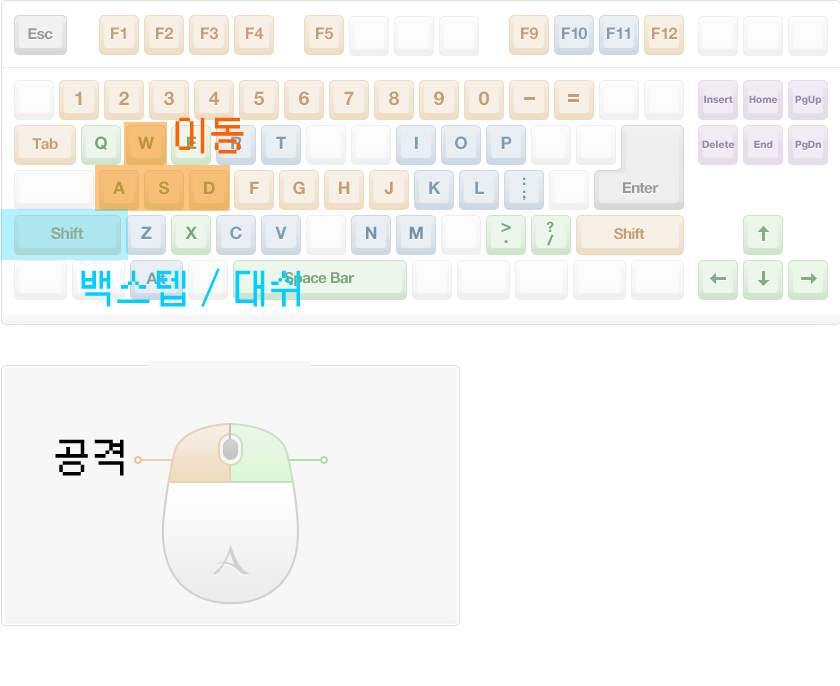 Esc F1 F2 F3 F4 F5 F9 F10 F11 F12
1 2 3 4 5 6 7 8 9 0 − = Insert Home PgUp
이동
Tab Q W E R T I O P Delete End PgDn
A S D F G H J K L ; Enter
Shift Z X C V N M > . ? / Shift ↑
백스텝 / 대쉬
Alt Space Bar ← ↓ →
공격